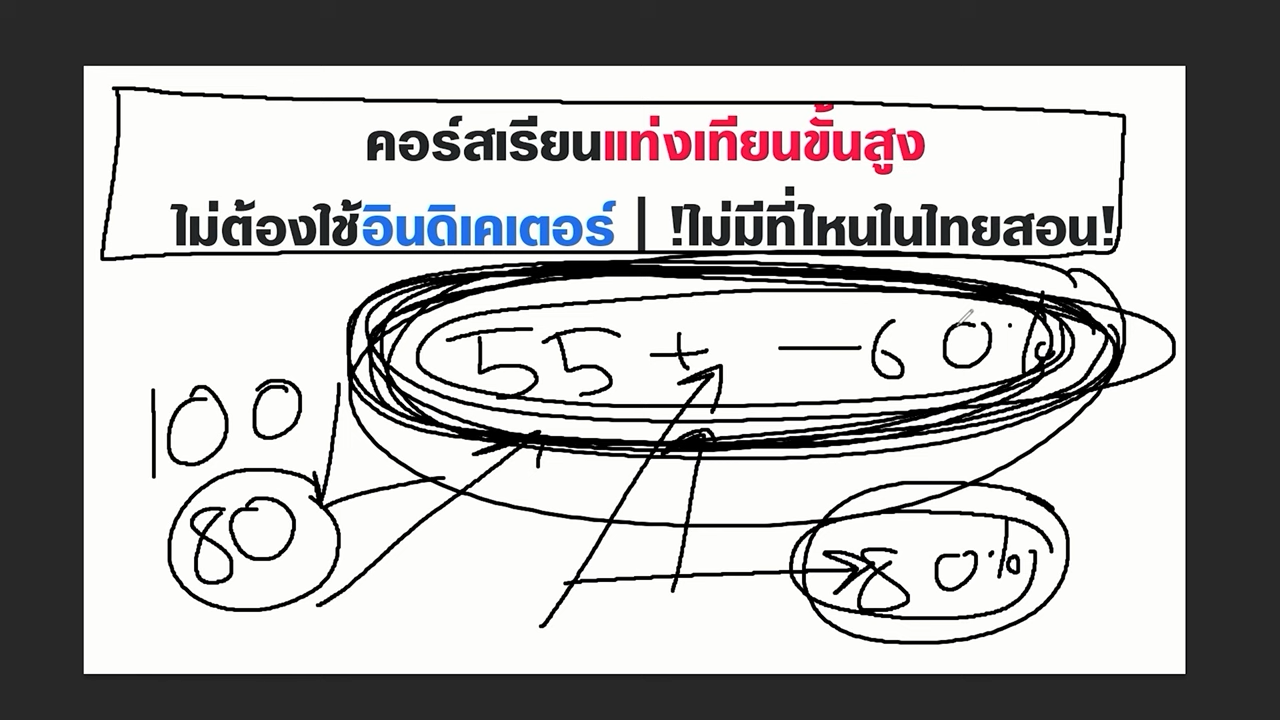 คอร์สเรียนแท่งเทียนขั้นสูง
ไม่ต้องใช้อินดิเคเตอร์ | !ไม่มีที่ไหนในไทยสอน!
55+ - 60%
100
80
80%